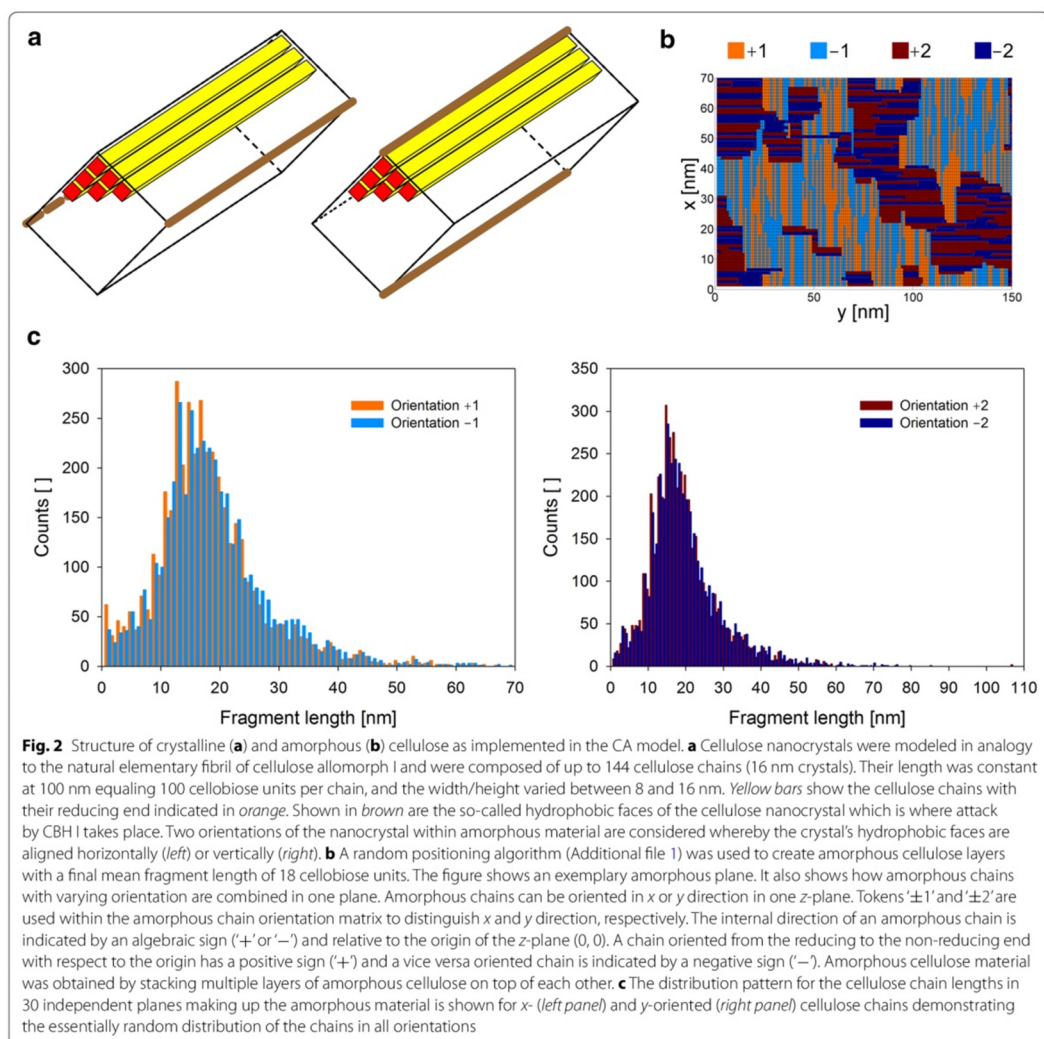 a
b
+1 −1 +2 −2
70
60
50
40
30
20
10
0
x [nm]
0 50 100 150
y [nm]
c
300
250
200
150
100
50
0
Counts [ ]
Orientation +1
Orientation −1
0 10 20 30 40 50 60 70
Fragment length [nm]
350
300
250
200
150
100
50
0
Counts [ ]
Orientation +2
Orientation −2
0 10 20 30 40 50 60 70 80 90 100 110
Fragment length [nm]
Fig. 2 Structure of crystalline (a) and amorphous (b) cellulose as implemented in the CA model. a Cellulose nanocrystals were modeled in analogy
to the natural elementary fibril of cellulose allomorph I and were composed of up to 144 cellulose chains (16 nm crystals). Their length was constant
at 100 nm equaling 100 cellobiose units per chain, and the width/height varied between 8 and 16 nm. Yellow bars show the cellulose chains with
their reducing end indicated in orange. Shown in brown are the so-called hydrophobic faces of the cellulose nanocrystal which is where attack
by CBH I takes place. Two orientations of the nanocrystal within amorphous material are considered whereby the crystal's hydrophobic faces are
aligned horizontally (left) or vertically (right). b A random positioning algorithm (Additional file 1) was used to create amorphous cellulose layers
with a final mean fragment length of 18 cellobiose units. The figure shows an exemplary amorphous plane. It also shows how amorphous chains
with varying orientation are combined in one plane. Amorphous chains can be oriented in x or y direction in one z-plane. Tokens '±1' and '±2' are
used within the amorphous chain orientation matrix to distinguish x and y direction, respectively. The internal direction of an amorphous chain is
indicated by an algebraic sign ('+' or '−') and relative to the origin of the z-plane (0, 0). A chain oriented from the reducing to the non-reducing end
with respect to the origin has a positive sign ('+') and a vice versa oriented chain is indicated by a negative sign ('−'). Amorphous cellulose material
was obtained by stacking multiple layers of amorphous cellulose on top of each other. c The distribution pattern for the cellulose chain lengths in
30 independent planes making up the amorphous material is shown for x- (left panel) and y-oriented (right panel) cellulose chains demonstrating
the essentially random distribution of the chains in all orientations